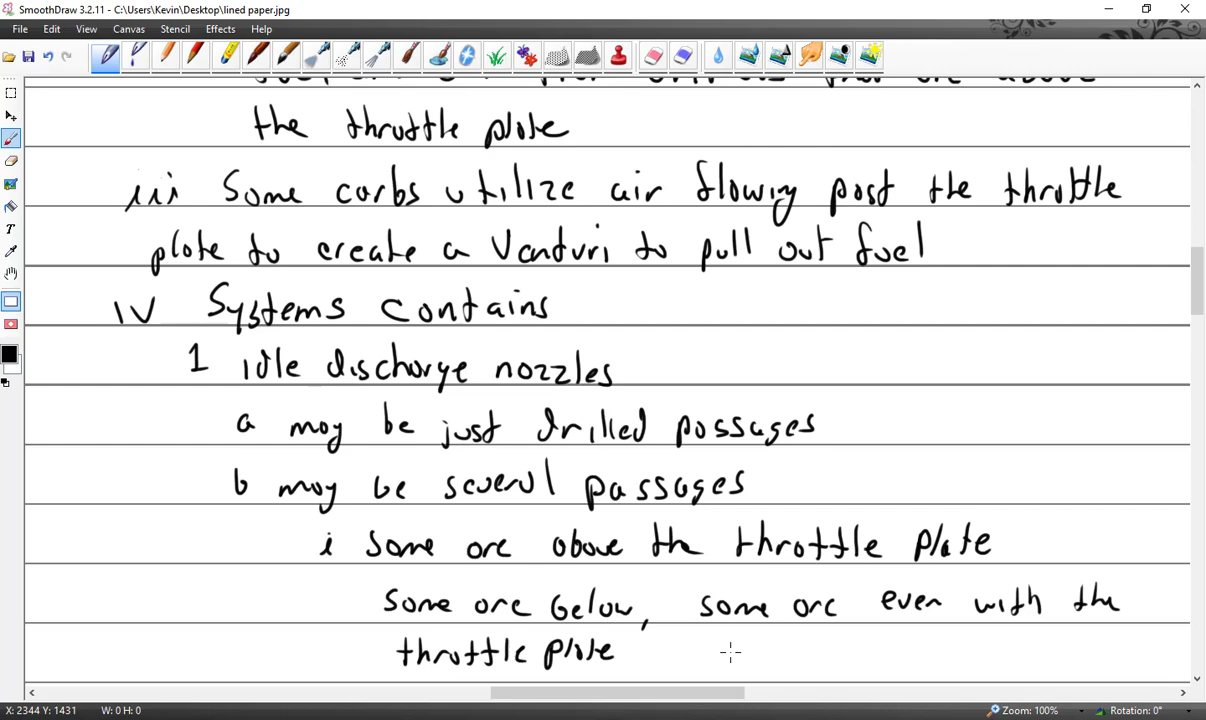 SmoothDraw 3.2.11 - C:\Users\Kevin\Desktop\lined paper.jpg
File Edit View Canvas Stencil Effects Help
that are above
the throttle plate
iii Some carbs utilize air flowing past the throttle
plate to create a Venturi to pull out fuel
iv Systems contains
1 idle discharge nozzles
a may be just drilled passages
b may be several passages
i some are above the throttle plate
some are below, some are even with the
throttle plate
X: 2344 Y: 1431 W: 0 H: 0 Zoom: 100% Rotation: 0°